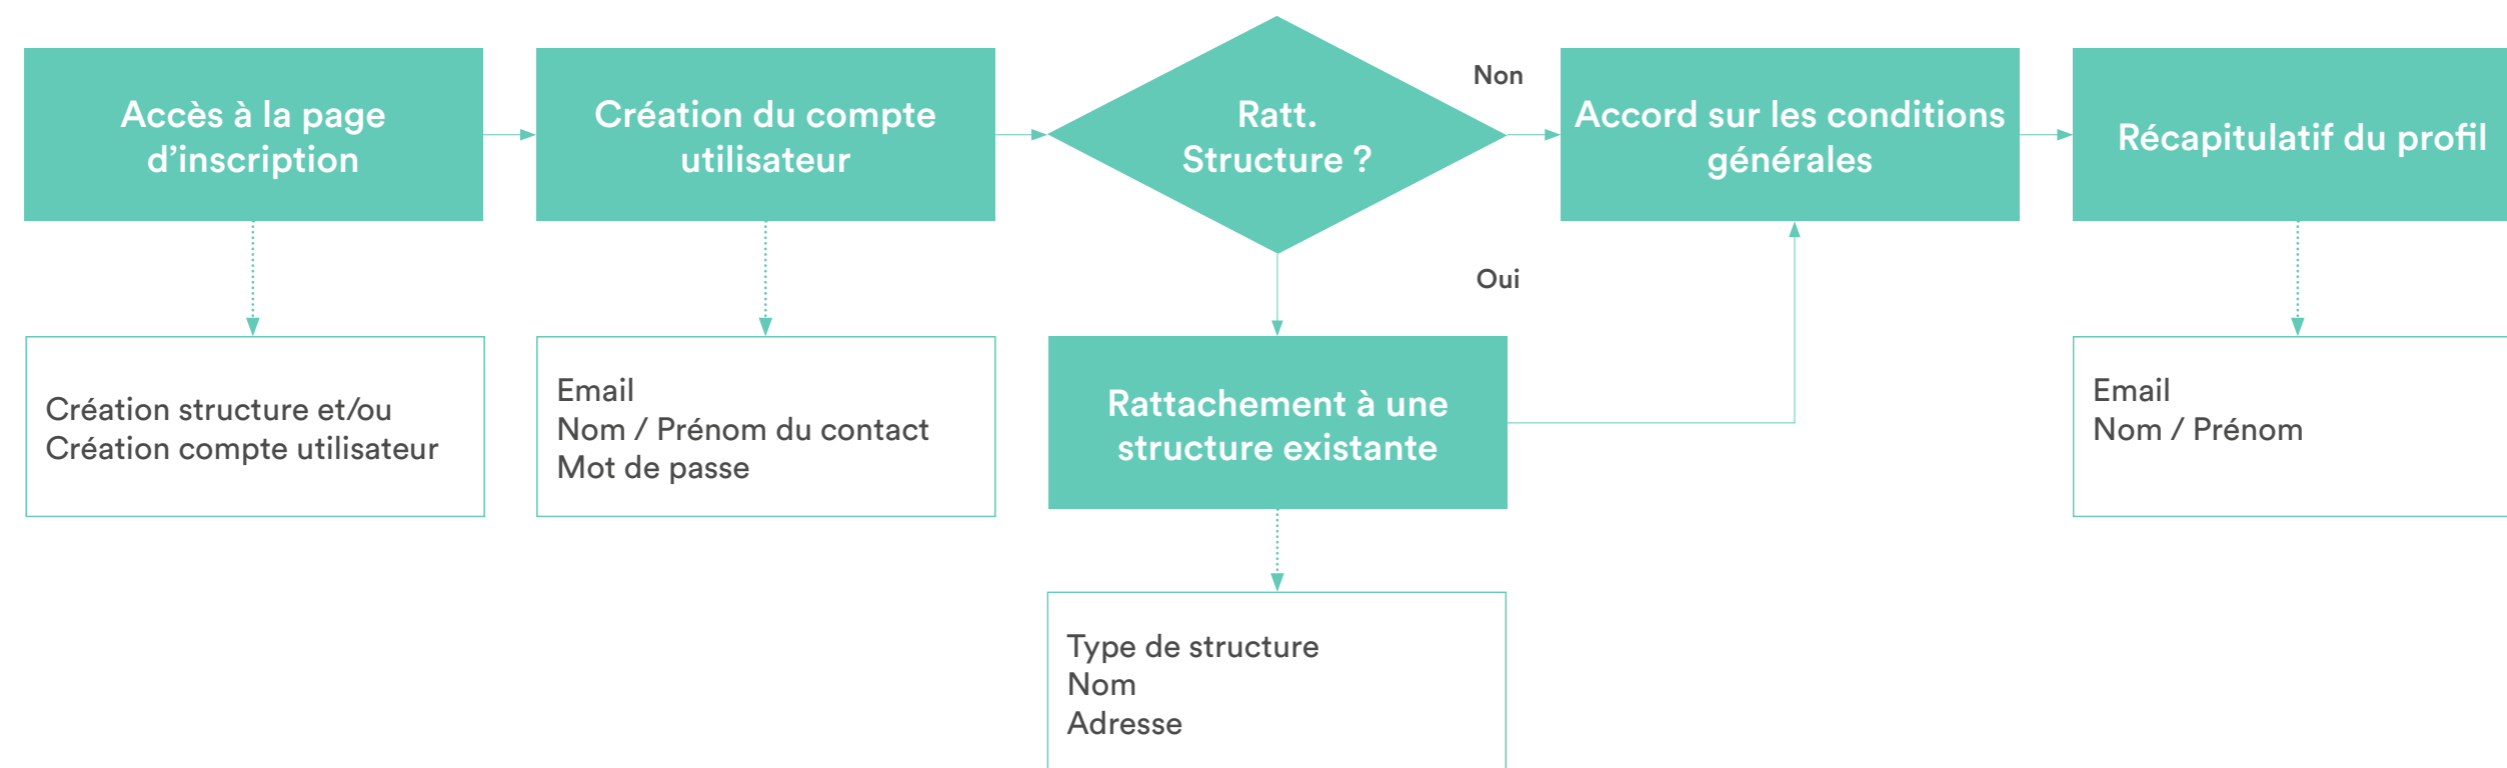 Accès à la page
d’inscription
Création du compte
utilisateur
Ratt.
Structure ?
Non
Accord sur les conditions
générales
Récapitulatif du profil
Oui
Création structure et/ou
Création compte utilisateur
Email
Nom / Prénom du contact
Mot de passe
Rattachement à une
structure existante
Email
Nom / Prénom
Type de structure
Nom
Adresse